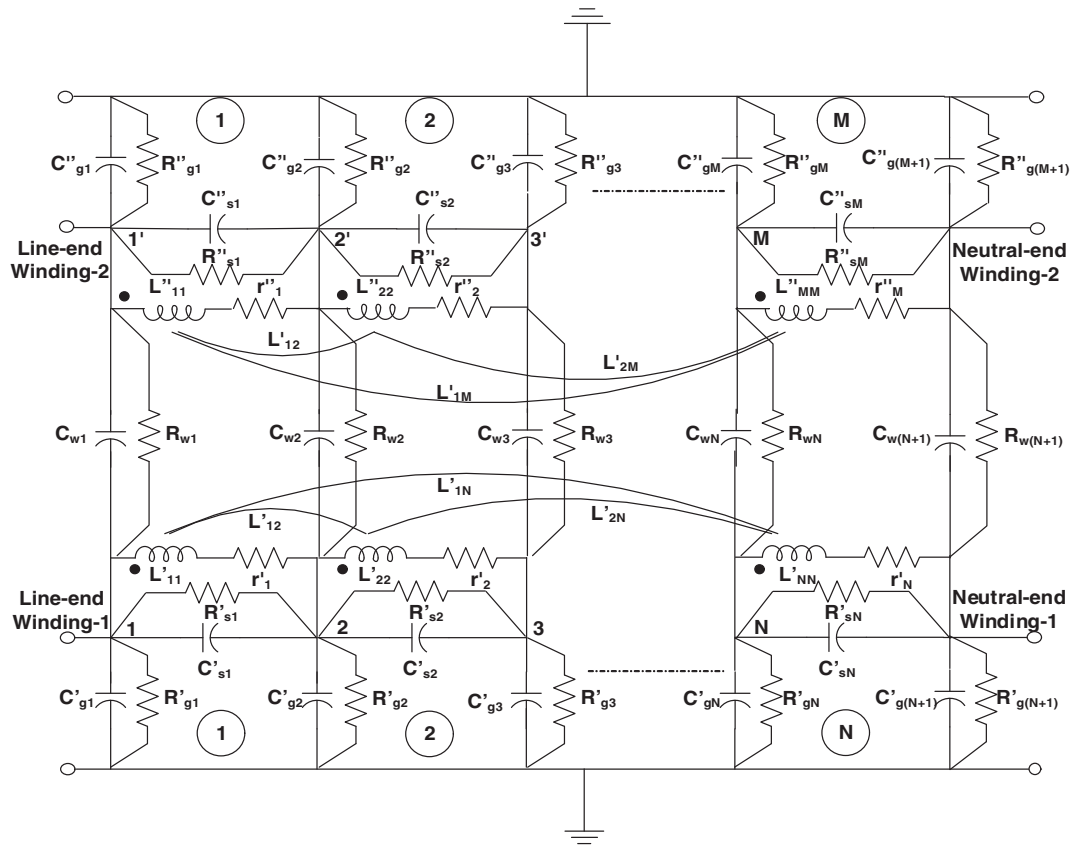 1 2 M
C''g1 R''g1 C''g2 R''g2 C''g3 R''g3 C''gM R''gM C''g(M+1) R''g(M+1)
C''s1 C''s2 C''sM
Line-end Winding-2 1' 2' 3' M Neutral-end Winding-2
R''s1 R''s2 R''sM
L''11 r''1 L''22 r''2 L''MM r''M
L'12 L'2M
L'1M
Cw1 Rw1 Cw2 Rw2 Cw3 Rw3 CwN RwN Cw(N+1) Rw(N+1)
L'1N
L'12 L'2N
L'11 r'1 L'22 r'2 L'NN r'N
Line-end Winding-1 R's1 R's2 R'sN Neutral-end Winding-1
1 2 3 N
C's1 C's2 C'sN
C'g1 R'g1 C'g2 R'g2 C'g3 R'g3 C'gN R'gN C'g(N+1) R'g(N+1)
1 2 N